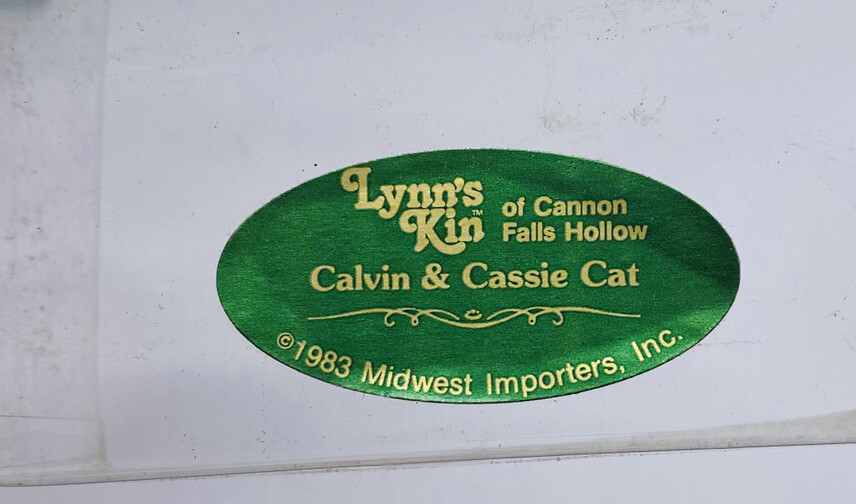 Lynn's
Kin™
of Cannon
Falls Hollow
Calvin & Cassie Cat
©1983 Midwest Importers, Inc.